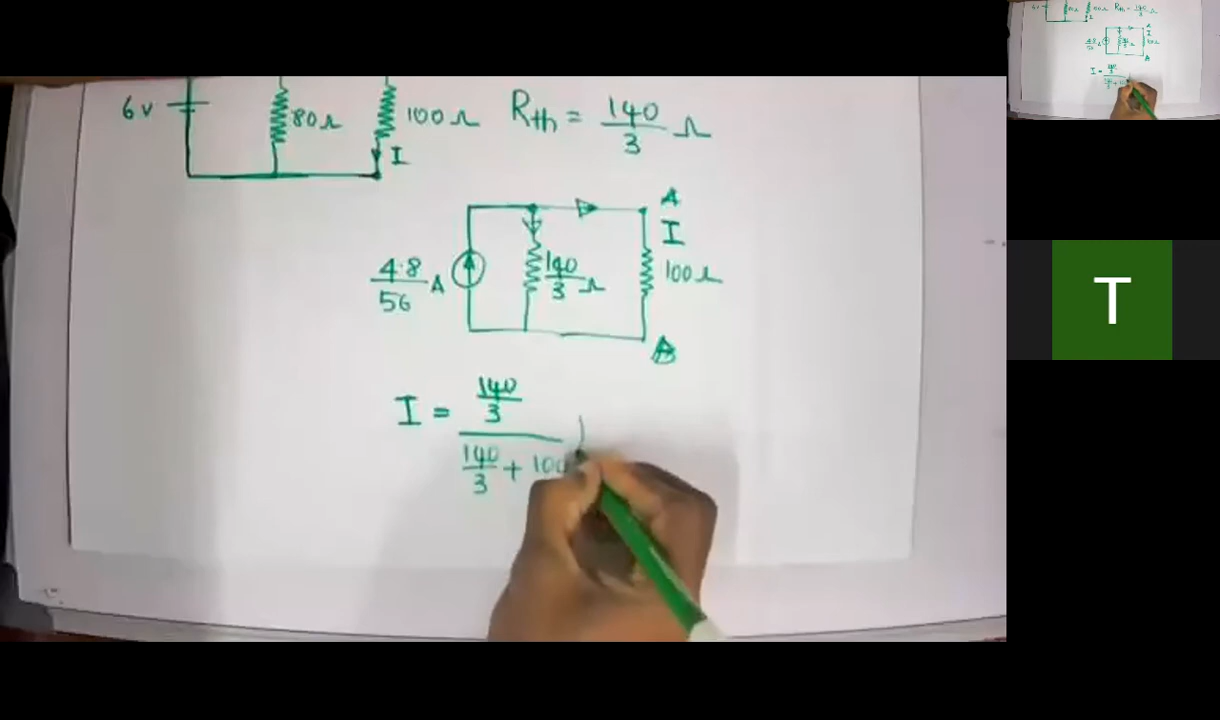 6v 80Ω 100Ω Rth = 140/3 Ω
I
A
I
4.8/56 A 140/3 Ω 100Ω
B
I = 140/3
140/3 + 100
T